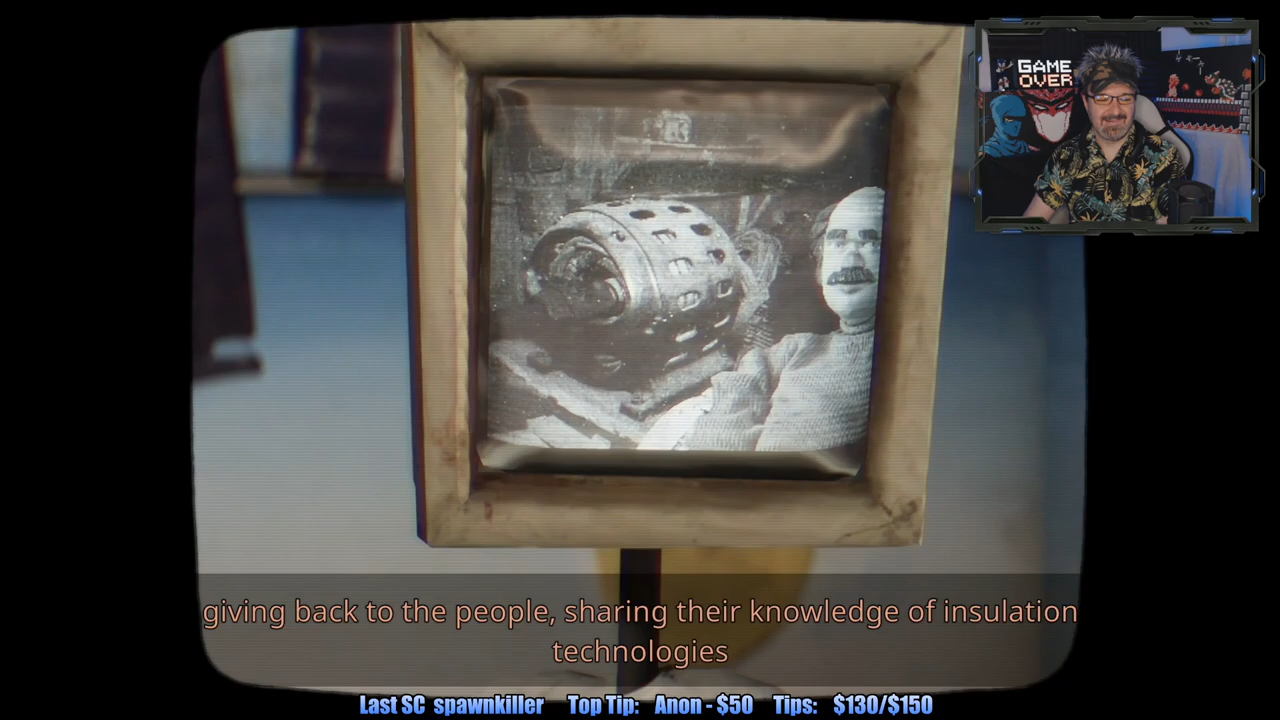 GAME
OVER
giving back to the people, sharing their knowledge of insulation
technologies
Last SC spawnkiller Top Tip: Anon - $50 Tips: $130/$150